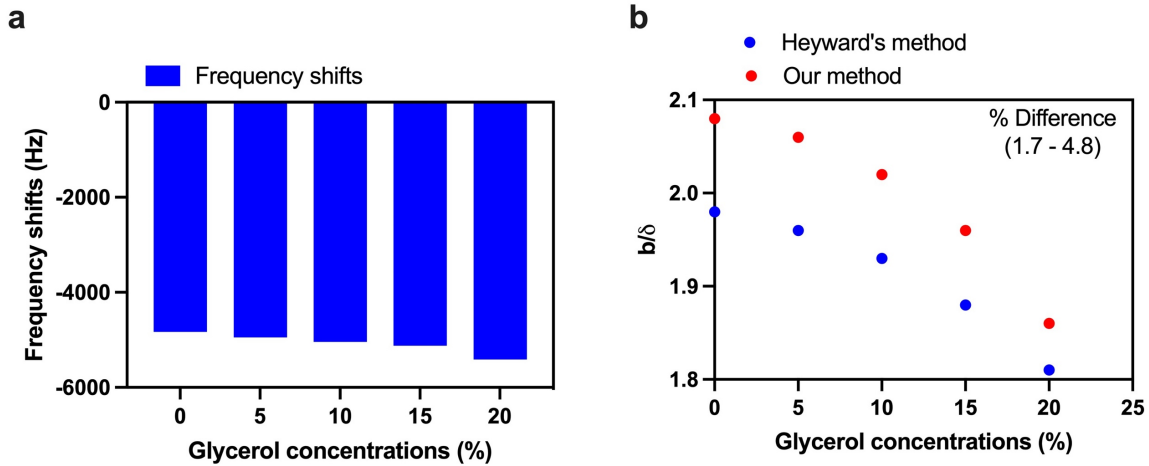 a
Frequency shifts
0
-2000
-4000
-6000
Frequency shifts (Hz)
0 5 10 15 20
Glycerol concentrations (%)
b
Heyward's method
Our method
% Difference
(1.7 - 4.8)
2.1
2.0
1.9
1.8
b/δ
0 5 10 15 20 25
Glycerol concentrations (%)